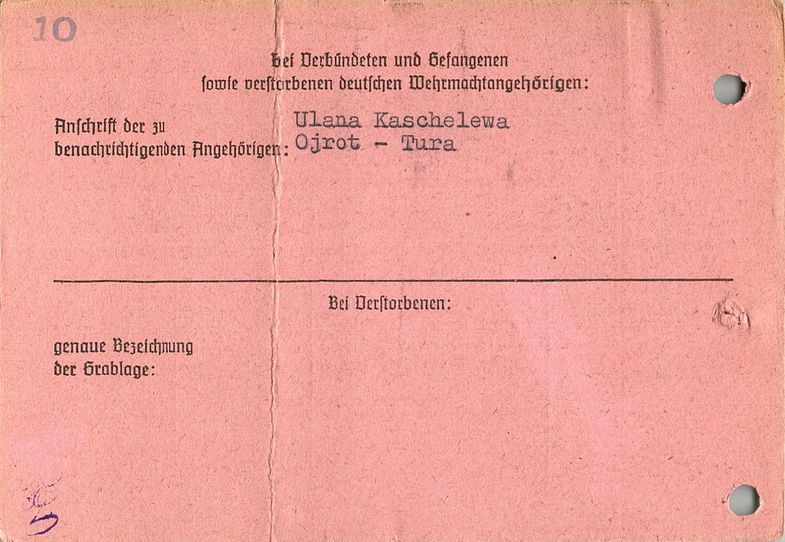 10
bei Verbündeten und Gefangenen
sowie verstorbenen deutschen Wehrmachtangehörigen:
Anschrift der zu
benachrichtigenden Angehörigen:
Ulana Kaschelewa
Ojrot - Tura
Bei Verstorbenen:
genaue Bezeichnung
der Grablage: